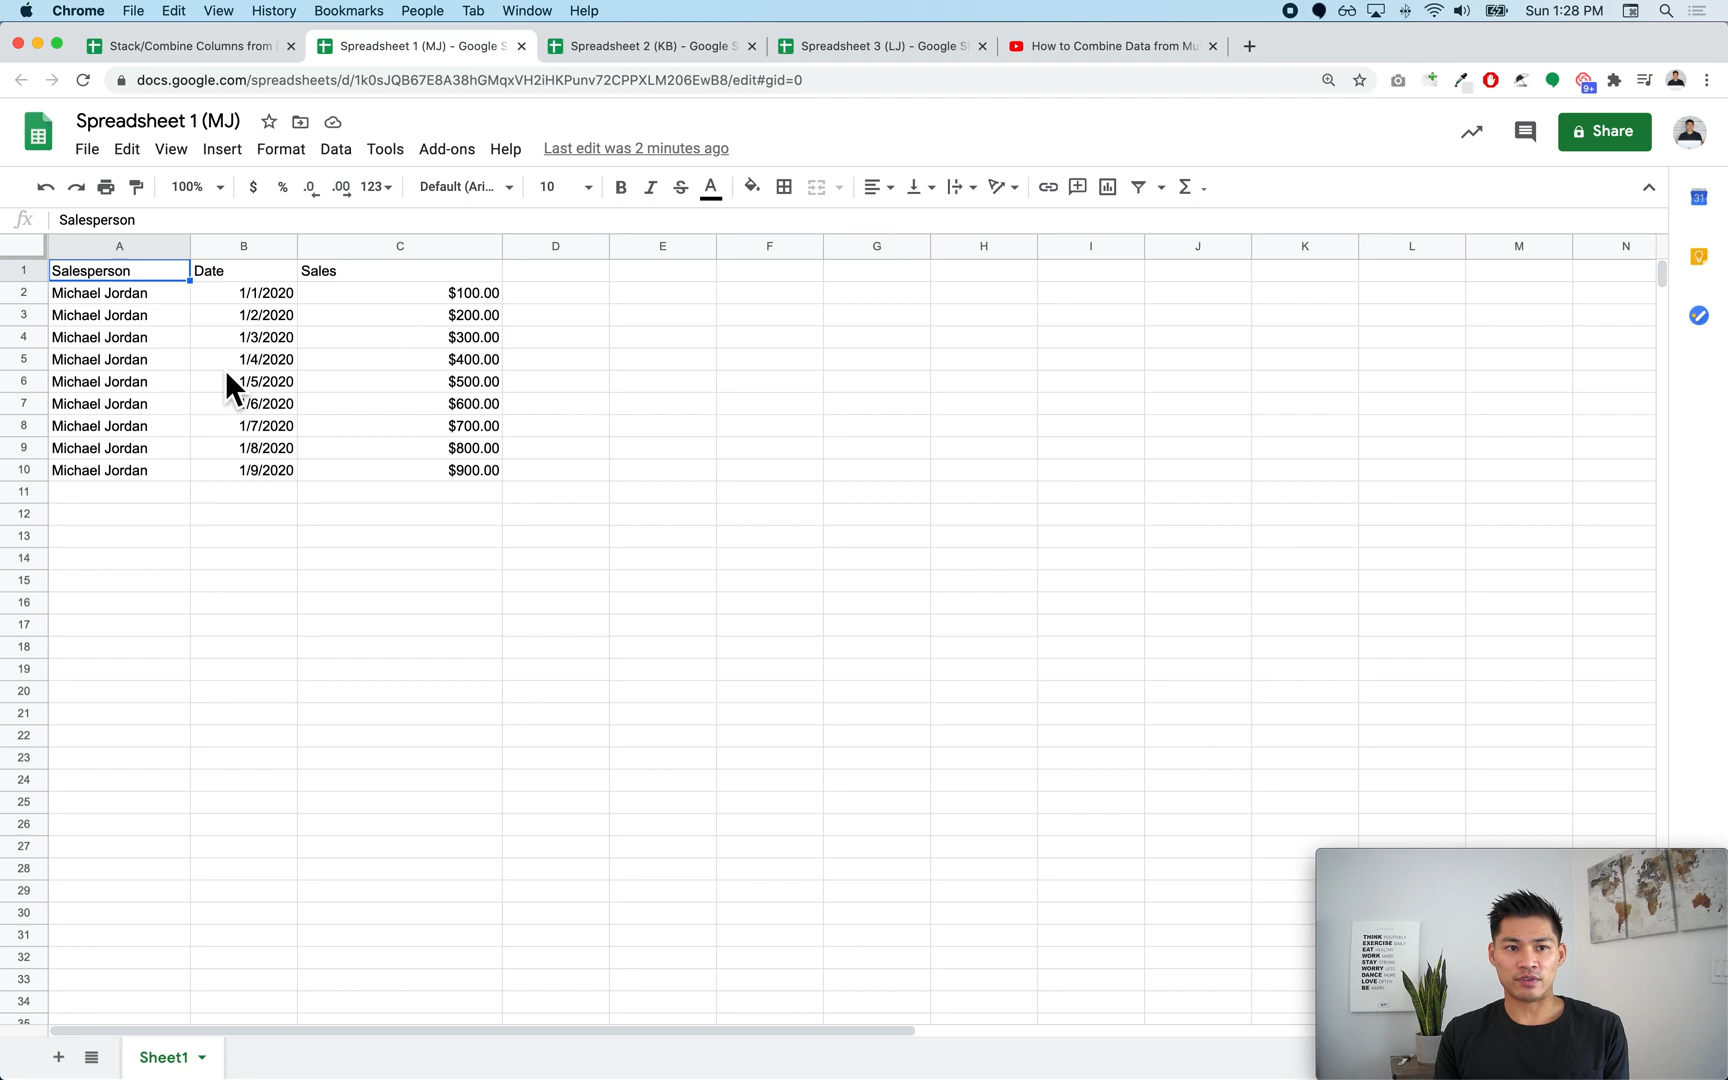 Chrome File Edit View History Bookmarks People Tab Window Help Sun 1:28 PM
Stack/Combine Columns from Spreadsheet 1 (MJ) - Google S Spreadsheet 2 (KB) - Google S Spreadsheet 3 (LJ) - Google Sh How to Combine Data from Mu
docs.google.com/spreadsheets/d/1k0sJQB67E8A38hGMqxVH2iHKPunv72CPPXLM206EwB8/edit#gid=0 9+
Spreadsheet 1 (MJ)
Share
File Edit View Insert Format Data Tools Add-ons Help Last edit was 2 minutes ago
100% $ % .0 .00 123 Default (Ari... 10 B I S A Σ 31
fx Salesperson
A B C D E F G H I J K L M N
1 Salesperson Date Sales
2 Michael Jordan 1/1/2020 $100.00
3 Michael Jordan 1/2/2020 $200.00
4 Michael Jordan 1/3/2020 $300.00
5 Michael Jordan 1/4/2020 $400.00
6 Michael Jordan 1/5/2020 $500.00
7 Michael Jordan /6/2020 $600.00
8 Michael Jordan 1/7/2020 $700.00
9 Michael Jordan 1/8/2020 $800.00
10 Michael Jordan 1/9/2020 $900.00
11
12
13
14
15
16
17
18
19
20
21
22
23
24
25
26
27
28
29
30
31
32
33
34
35
THINK POSITIVELY
EXERCISE DAILY
EAT HEALTHY
WORK HARD
STAY STRONG
WORRY LESS
DANCE MORE
LOVE OFTEN
BE HAPPY
Sheet1